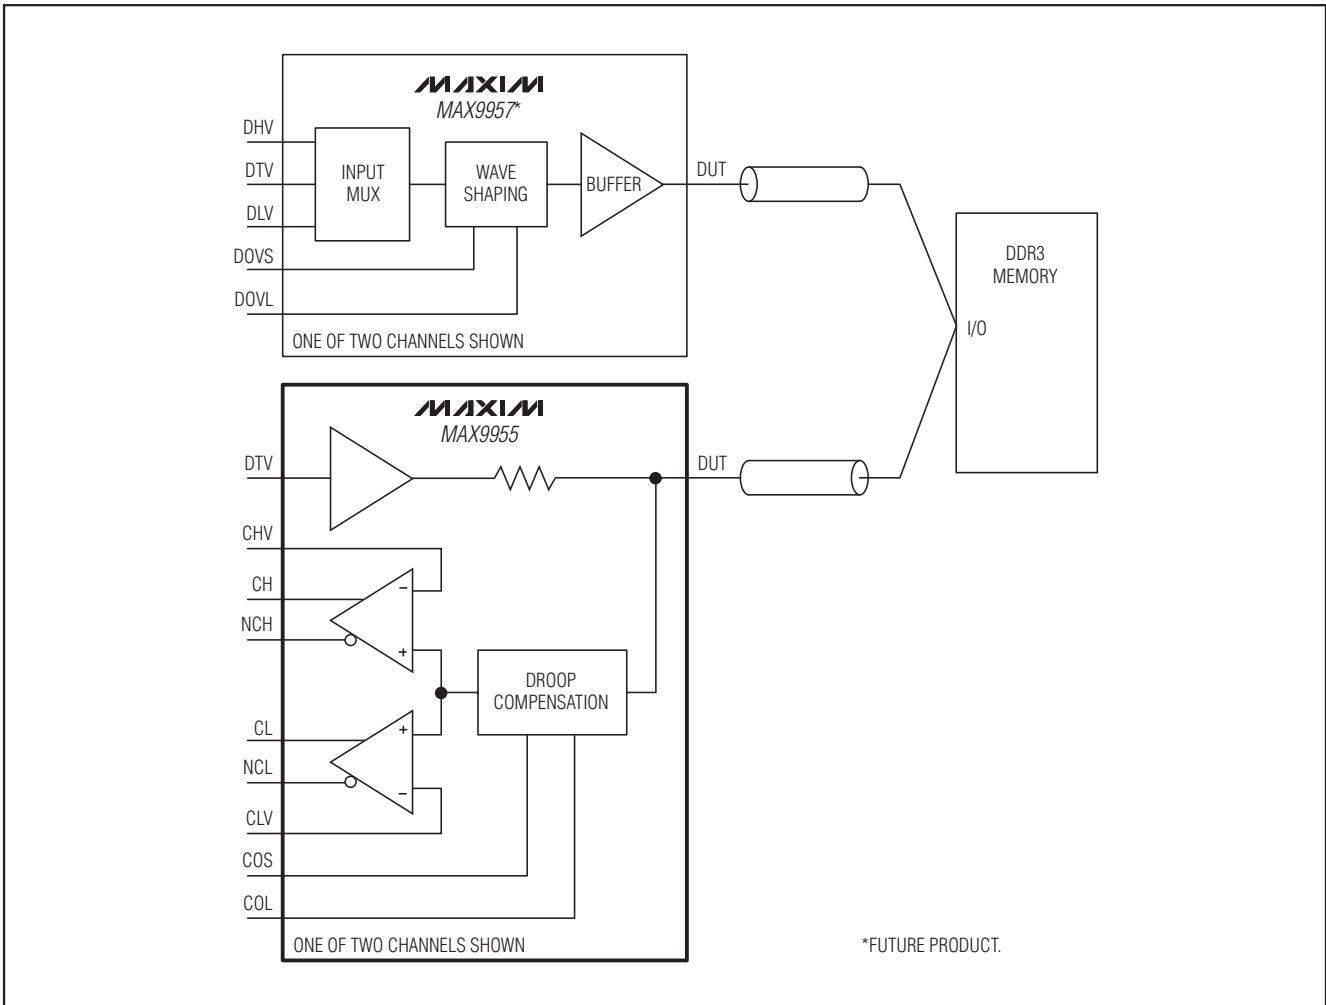 MAXIM
MAX9957*
DHV
DTV
DLV
DOVS
DOVL
INPUT
MUX
WAVE
SHAPING
BUFFER
DUT
ONE OF TWO CHANNELS SHOWN
DDR3
MEMORY
I/O
MAXIM
MAX9955
DTV
DUT
CHV
CH
NCH
−
+
DROOP
COMPENSATION
CL
NCL
CLV
+
−
COS
COL
ONE OF TWO CHANNELS SHOWN
*FUTURE PRODUCT.